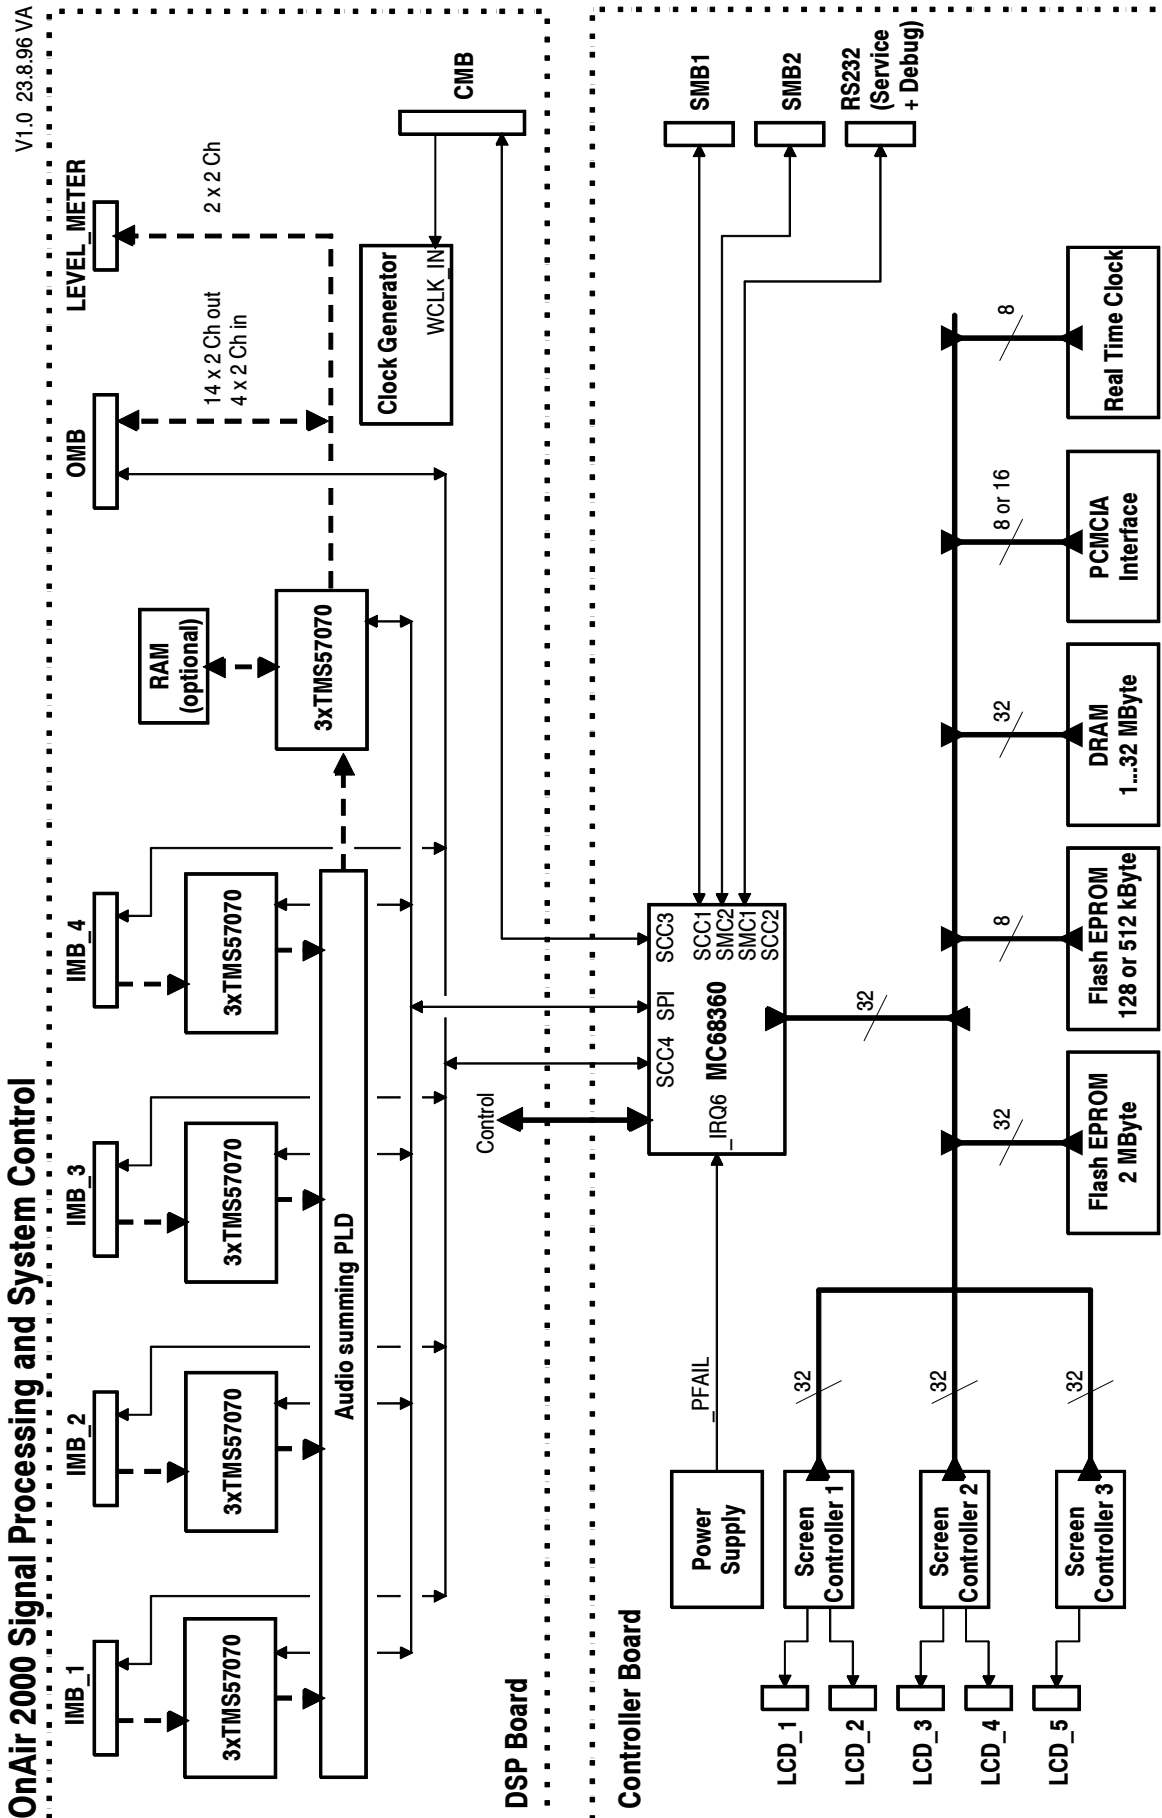 OnAir 2000 Signal Processing and System Control
V1.0 23.8.96 VA
IMB_1
IMB_2
IMB_3
IMB_4
OMB
LEVEL_METER
3xTMS57070
3xTMS57070
3xTMS57070
3xTMS57070
RAM
(optional)
3xTMS57070
14 x 2 Ch out
4 x 2 Ch in
2 x 2 Ch
Audio summing PLD
Clock Generator
WCLK_IN
CMB
DSP Board
Controller Board
Control
SCC4
SPI
SCC3
_IRQ6
MC68360
SCC1
SMC2
SMC1
SCC2
SMB1
SMB2
RS232
(Service
+ Debug)
Power
Supply
_PFAIL
32
Screen
Controller 1
Screen
Controller 2
Screen
Controller 3
32
32
32
LCD_1
LCD_2
LCD_3
LCD_4
LCD_5
32
8
32
8 or 16
8
Flash EPROM
2 MByte
Flash EPROM
128 or 512 kByte
DRAM
1...32 MByte
PCMCIA
Interface
Real Time Clock